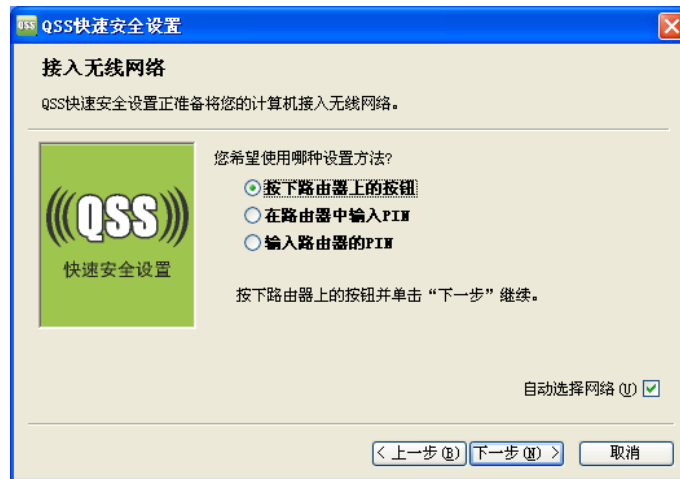 QSS QSS快速安全设置
接入无线网络
QSS快速安全设置正准备将您的计算机接入无线网络。
您希望使用哪种设置方法?
按下路由器上的按钮
在路由器中输入PIN
输入路由器的PIN
QSS
快速安全设置
按下路由器上的按钮并单击“下一步”继续。
自动选择网络(U)
< 上一步(B) 下一步(N) > 取消